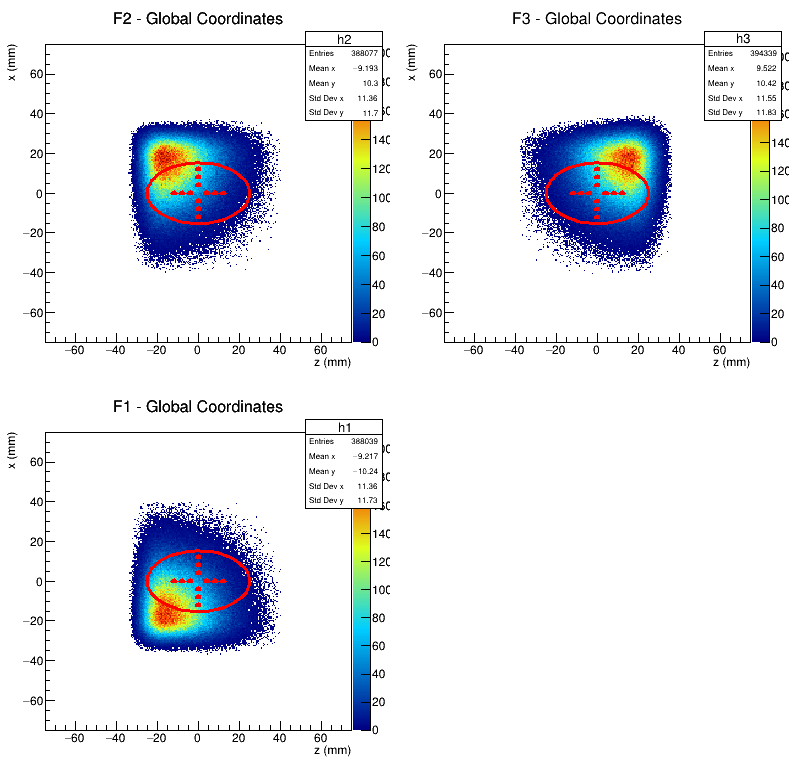 F2 - Global Coordinates
h2
Entries 388077
Mean x −9.193
Mean y 10.3
Std Dev x 11.36
Std Dev y 11.7
x (mm)
60
40
20
0
−20
−40
−60
−60 −40 −20 0 20 40 60
z (mm)
140
120
100
80
60
40
20
0
F3 - Global Coordinates
h3
Entries 394339
Mean x 9.522
Mean y 10.42
Std Dev x 11.55
Std Dev y 11.83
x (mm)
60
40
20
0
−20
−40
−60
−60 −40 −20 0 20 40 60
z (mm)
140
120
100
80
60
40
20
0
F1 - Global Coordinates
h1
Entries 388039
Mean x −9.217
Mean y −10.24
Std Dev x 11.36
Std Dev y 11.73
x (mm)
60
40
20
0
−20
−40
−60
−60 −40 −20 0 20 40 60
z (mm)
140
120
100
80
60
40
20
0